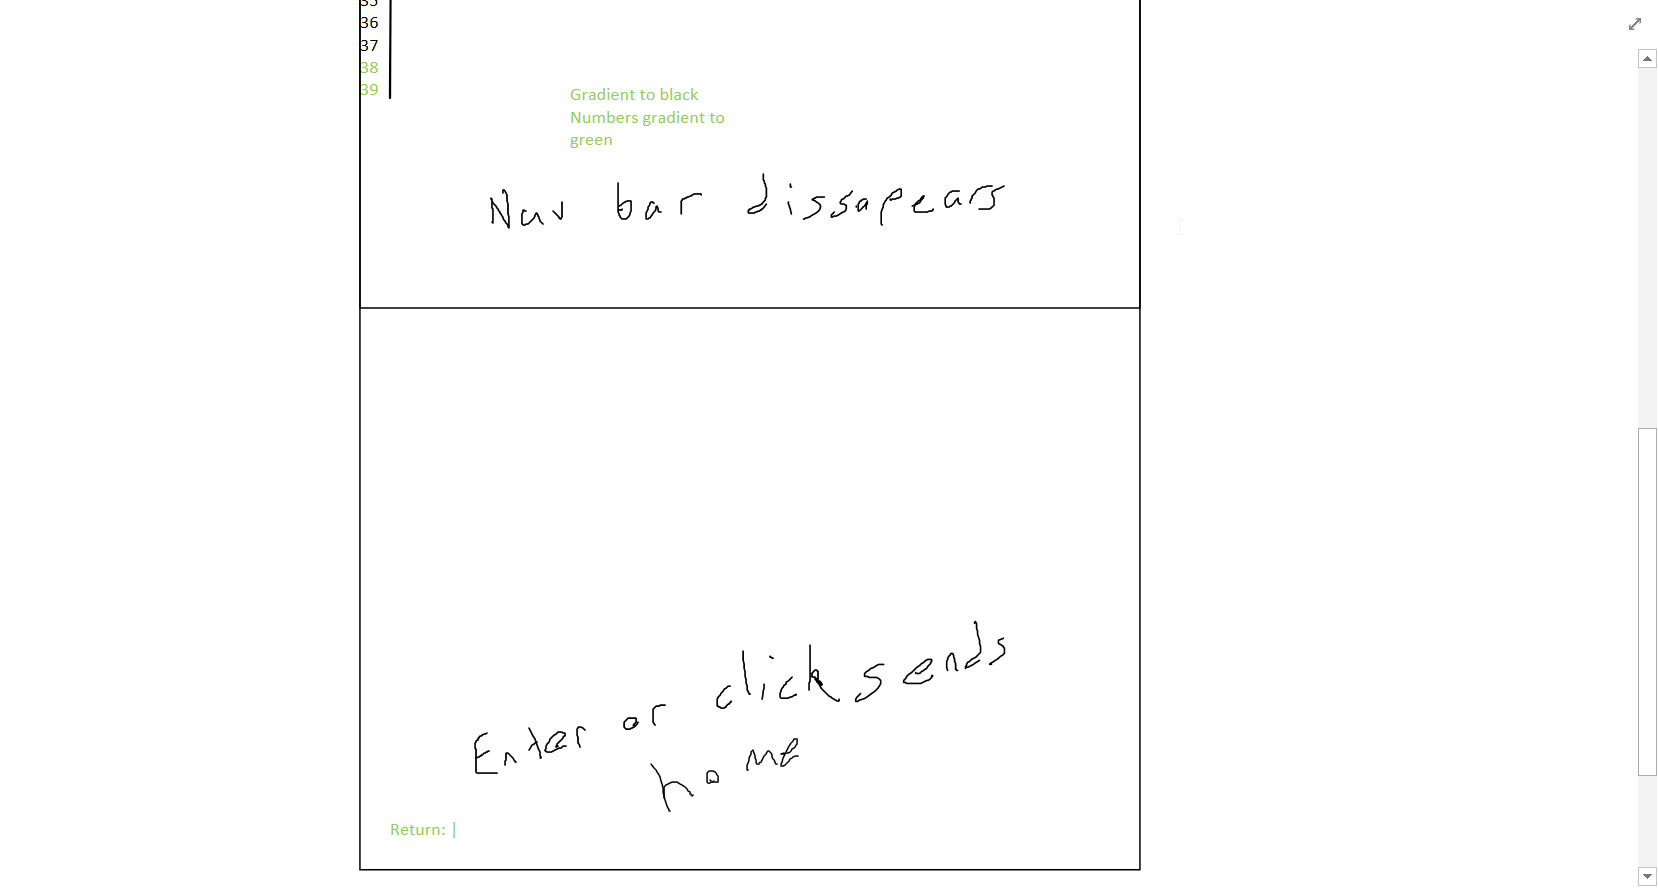 35
36
37
38
39
Gradient to black
Numbers gradient to
green
Nav bar dissapears
Enter or click sends
home
Return: |